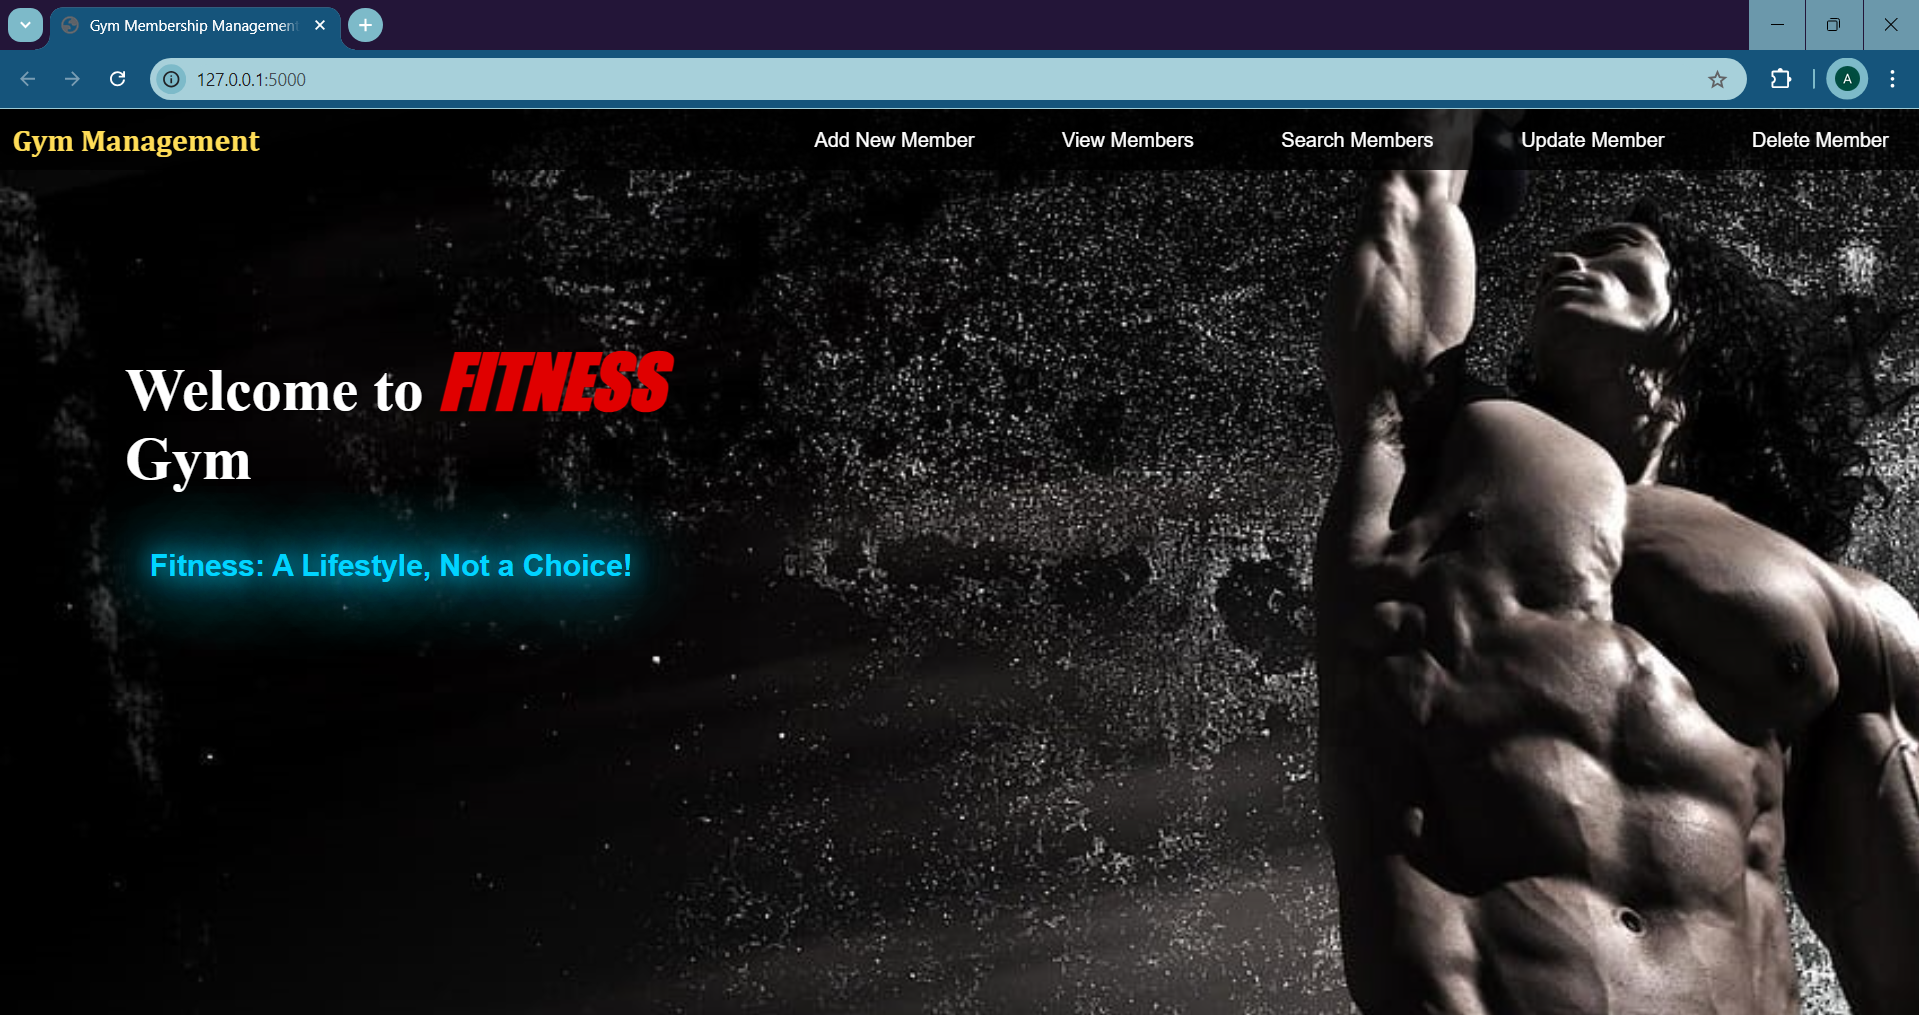 Gym Membership Management
127.0.0.1:5000
A
Gym Management
Add New Member
View Members
Search Members
Update Member
Delete Member
Welcome to FITNESS
Gym
Fitness: A Lifestyle, Not a Choice!